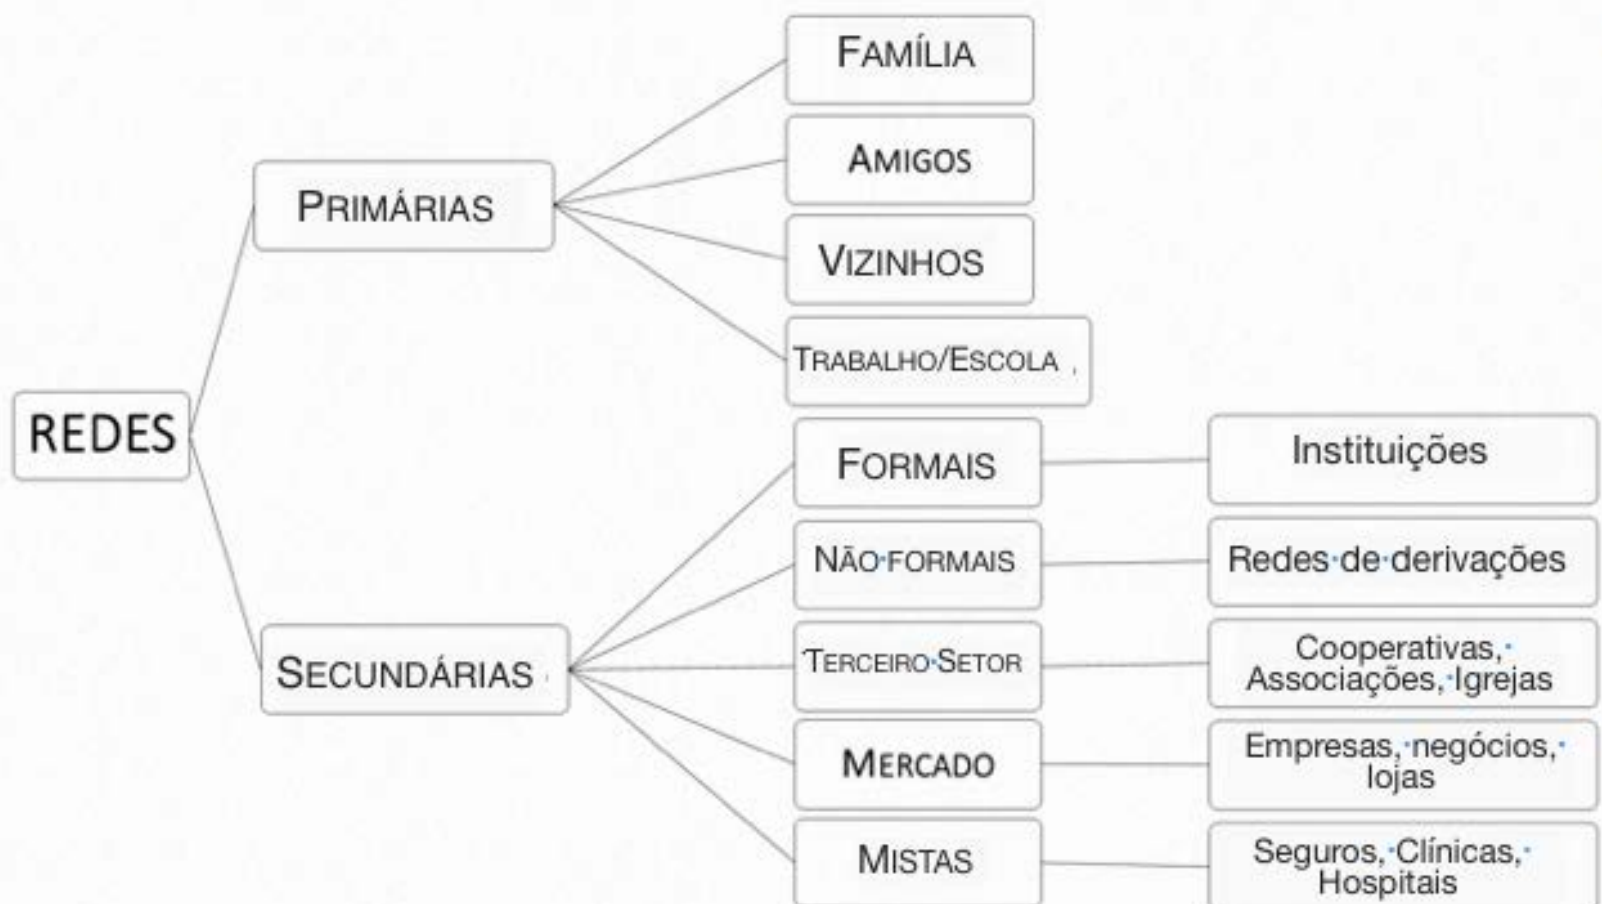 FAMÍLIA
AMIGOS
PRIMÁRIAS
VIZINHOS
TRABALHO/ESCOLA
REDES
FORMAIS
Instituições
NÃO·FORMAIS
Redes·de·derivações
SECUNDÁRIAS
TERCEIRO·SETOR
Cooperativas,·
Associações,·Igrejas
MERCADO
Empresas,·negócios,·
lojas
MISTAS
Seguros,·Clínicas,·
Hospitais